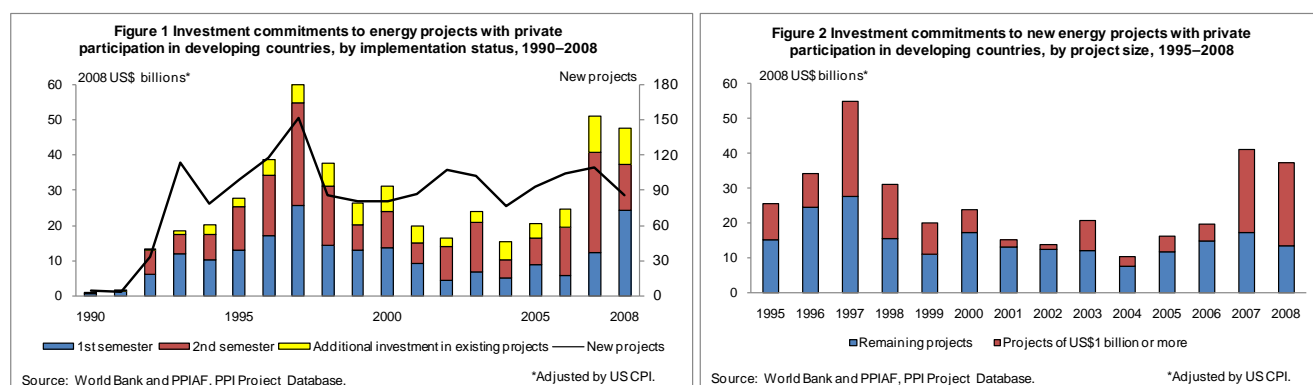 Figure 1 Investment commitments to energy projects with private
participation in developing countries, by implementation status, 1990–2008
2008 US$ billions*
New projects
60
50
40
30
20
10
0
180
150
120
90
60
30
0
1990
1995
2000
2005
2008
1st semester
2nd semester
Additional investment in existing projects
New projects
Source: World Bank and PPIAF, PPI Project Database.
*Adjusted by US CPI.
Figure 2 Investment commitments to new energy projects with private
participation in developing countries, by project size, 1995–2008
2008 US$ billions*
60
50
40
30
20
10
0
1995 1996 1997 1998 1999 2000 2001 2002 2003 2004 2005 2006 2007 2008
Remaining projects
Projects of US$1 billion or more
Source: World Bank and PPIAF, PPI Project Database.
*Adjusted by US CPI.